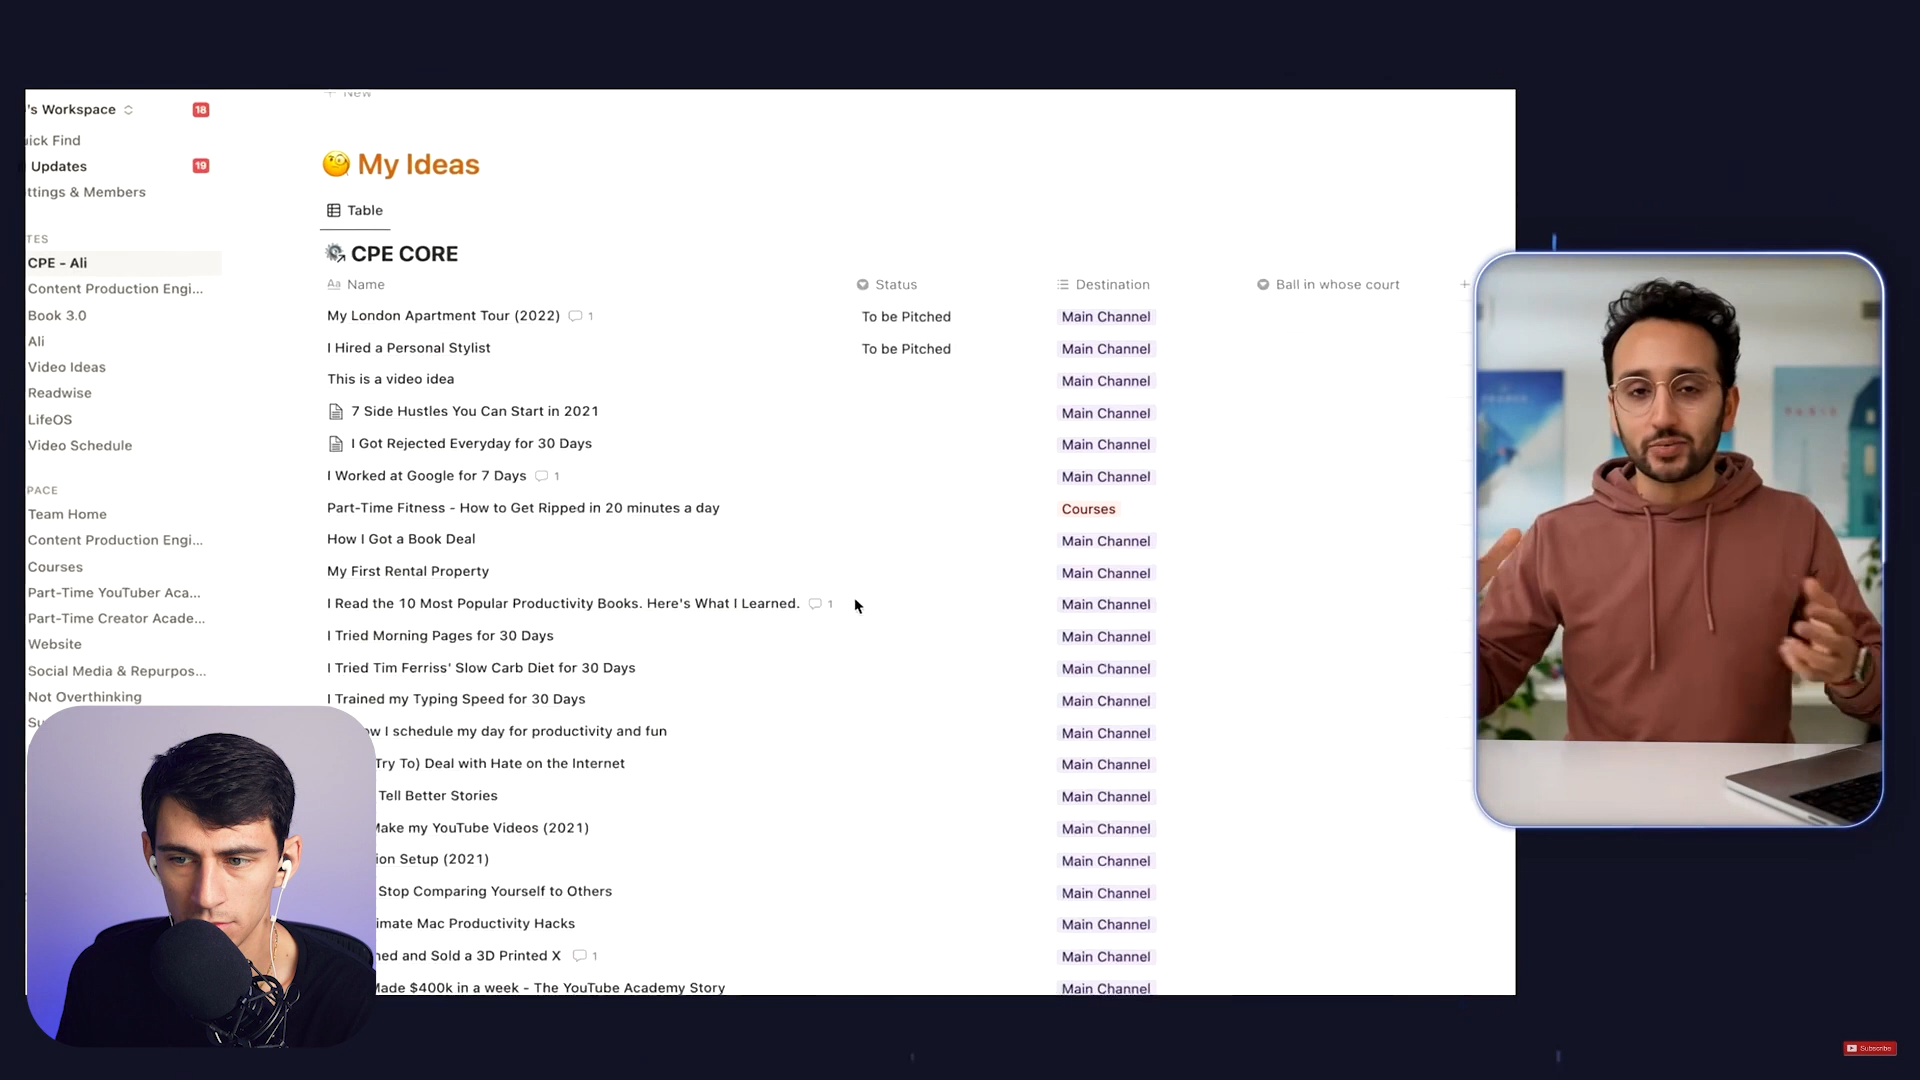 's Workspace
18
New
ick Find
Updates
19
ttings & Members
TES
CPE - Ali
Content Production Engi...
Book 3.0
Ali
Video Ideas
Readwise
LifeOS
Video Schedule
PACE
Team Home
Content Production Engi...
Courses
Part-Time YouTuber Aca...
Part-Time Creator Acade...
Website
Social Media & Repurpos...
Not Overthinking
Su
My Ideas
Table
CPE CORE
Aa Name Status Destination Ball in whose court +
My London Apartment Tour (2022) 1 To be Pitched Main Channel
I Hired a Personal Stylist To be Pitched Main Channel
This is a video idea Main Channel
7 Side Hustles You Can Start in 2021 Main Channel
I Got Rejected Everyday for 30 Days Main Channel
I Worked at Google for 7 Days 1 Main Channel
Part-Time Fitness - How to Get Ripped in 20 minutes a day Courses
How I Got a Book Deal Main Channel
My First Rental Property Main Channel
I Read the 10 Most Popular Productivity Books. Here's What I Learned. 1 Main Channel
I Tried Morning Pages for 30 Days Main Channel
I Tried Tim Ferriss' Slow Carb Diet for 30 Days Main Channel
I Trained my Typing Speed for 30 Days Main Channel
ow I schedule my day for productivity and fun Main Channel
Try To) Deal with Hate on the Internet Main Channel
Tell Better Stories Main Channel
Make my YouTube Videos (2021) Main Channel
ion Setup (2021) Main Channel
Stop Comparing Yourself to Others Main Channel
imate Mac Productivity Hacks Main Channel
ned and Sold a 3D Printed X 1 Main Channel
Made $400k in a week - The YouTube Academy Story Main Channel
PARIS
Subscribe